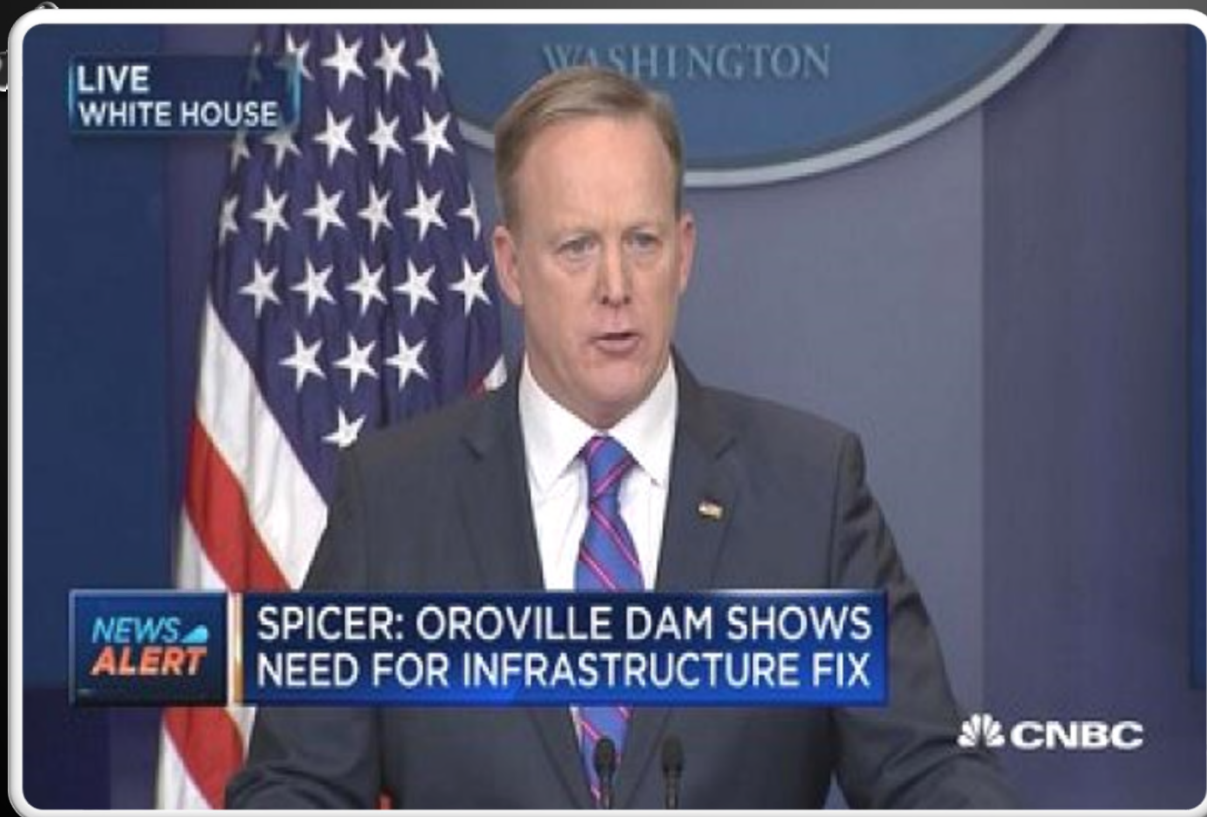 LIVE
WHITE HOUSE
WASHINGTON
NEWS
ALERT
SPICER: OROVILLE DAM SHOWS
NEED FOR INFRASTRUCTURE FIX
CNBC